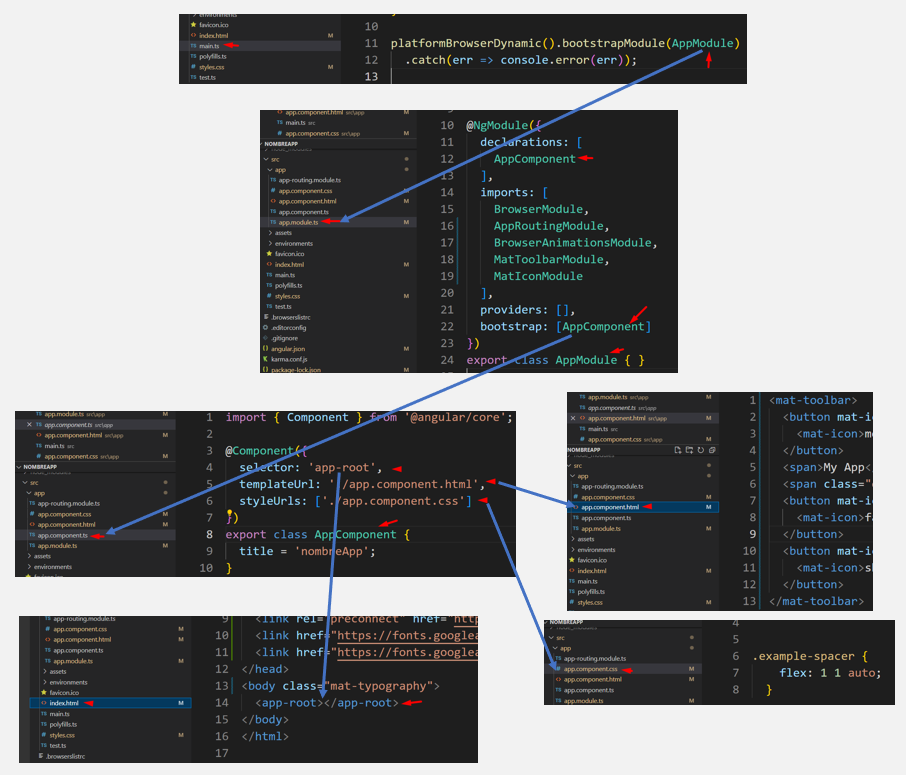 environments
favicon.ico
index.html M
main.ts
polyfills.ts
styles.css M
test.ts
10
11 platformBrowserDynamic().bootstrapModule(AppModule)
12 .catch(err => console.error(err));
13
app.component.html src\app M
main.ts src
app.component.css src\app M
NOMBREAPP
node_modules
src
app
app-routing.module.ts
app.component.css M
app.component.html M
app.component.ts
app.module.ts M
assets
environments
favicon.ico
index.html M
main.ts
polyfills.ts
styles.css M
test.ts
.browserslistrc
.editorconfig
.gitignore
angular.json M
karma.conf.js
package-lock.json M
10 @NgModule({
11 declarations: [
12 AppComponent
13 ],
14 imports: [
15 BrowserModule,
16 AppRoutingModule,
17 BrowserAnimationsModule,
18 MatToolbarModule,
19 MatIconModule
20 ],
21 providers: [],
22 bootstrap: [AppComponent]
23 })
24 export class AppModule { }
app.module.ts src\app M
app.component.ts src\app
app.component.html src\app M
main.ts src
app.component.css src\app M
NOMBREAPP
node_modules
src
app
app-routing.module.ts
app.component.css M
app.component.html M
app.component.ts
app.module.ts M
assets
environments
favicon.ico
1 import { Component } from '@angular/core';
2
3 @Component({
4 selector: 'app-root',
5 templateUrl: './app.component.html',
6 styleUrls: ['./app.component.css']
7 })
8 export class AppComponent {
9 title = 'nombreApp';
10 }
app.module.ts src\app M
app.component.ts src\app
app.component.html src\app M
main.ts src
app.component.css src\app M
NOMBREAPP
node_modules
src
app
app-routing.module.ts
app.component.css M
app.component.html M
app.component.ts
app.module.ts M
assets
environments
favicon.ico
index.html M
main.ts
polyfills.ts
styles.css M
1 <mat-toolbar>
2 <button mat-ic
3 <mat-icon>me
4 </button>
5 <span>My App<
6 <span class="
7 <button mat-ic
8 <mat-icon>fa
9 </button>
10 <button mat-ic
11 <mat-icon>sh
12 </button>
13 </mat-toolbar>
app-routing.module.ts
app.component.css M
app.component.html M
app.component.ts
app.module.ts M
assets
environments
favicon.ico
index.html M
main.ts
polyfills.ts
styles.css M
test.ts
.browserslistrc
9 <link rel="preconnect" href="http
10 <link href="https://fonts.googlea
11 <link href="https://fonts.googlea
12 </head>
13 <body class="mat-typography">
14 <app-root></app-root>
15 </body>
16 </html>
17
NOMBREAPP
node_modules
src
app
app-routing.module.ts
app.component.css M
app.component.html M
app.component.ts
app.module.ts M
4
5
6 .example-spacer {
7 flex: 1 1 auto;
8 }